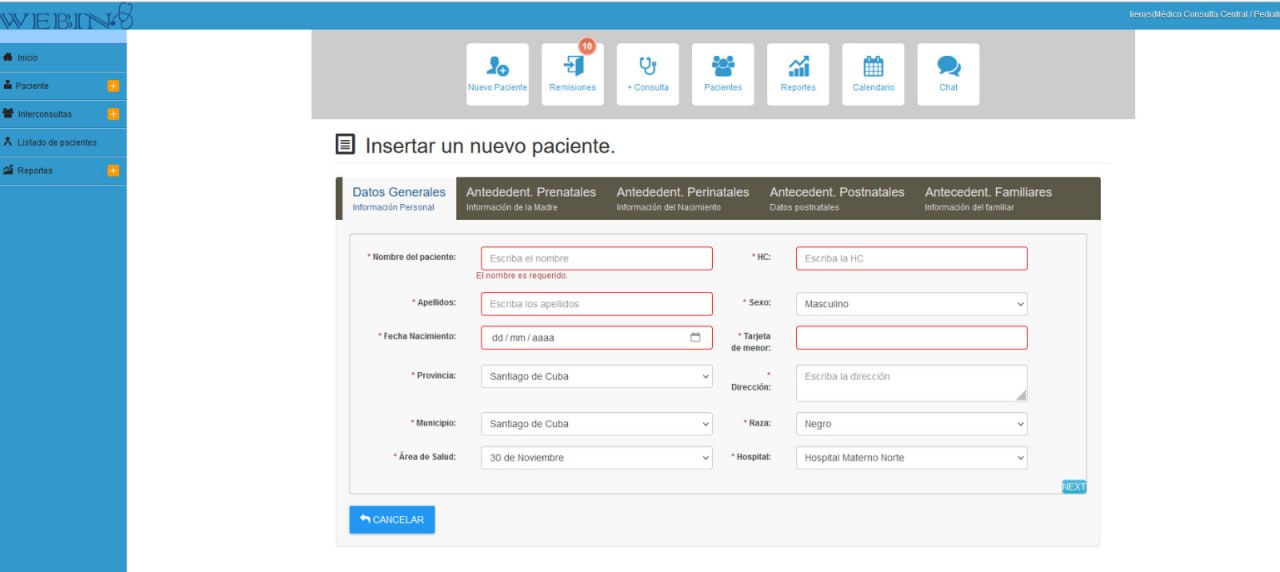 WEBINO
lienys(Médico Consulta Central / Pediat
Inicio
Paciente
Interconsultas
Listado de pacientes
Reportes
10
Nuevo Paciente
Remisiones
+ Consulta
Pacientes
Reportes
Calendario
Chat
Insertar un nuevo paciente.
Datos Generales
Información Personal
Antededent. Prenatales
Información de la Madre
Antededent. Perinatales
Información del Nacimiento
Antecedent. Postnatales
Datos postnatales
Antecedent. Familiares
Información del familiar
* Nombre del paciente: Escriba el nombre
El nombre es requerido.
* HC: Escriba la HC
* Apellidos: Escriba los apellidos
* Sexo: Masculino
* Fecha Nacimiento: dd / mm / aaaa
* Tarjeta
de menor:
* Provincia: Santiago de Cuba
*
Dirección: Escriba la dirección
* Municipio: Santiago de Cuba
* Raza: Negro
* Área de Salud: 30 de Noviembre
* Hospital: Hospital Materno Norte
NEXT
CANCELAR